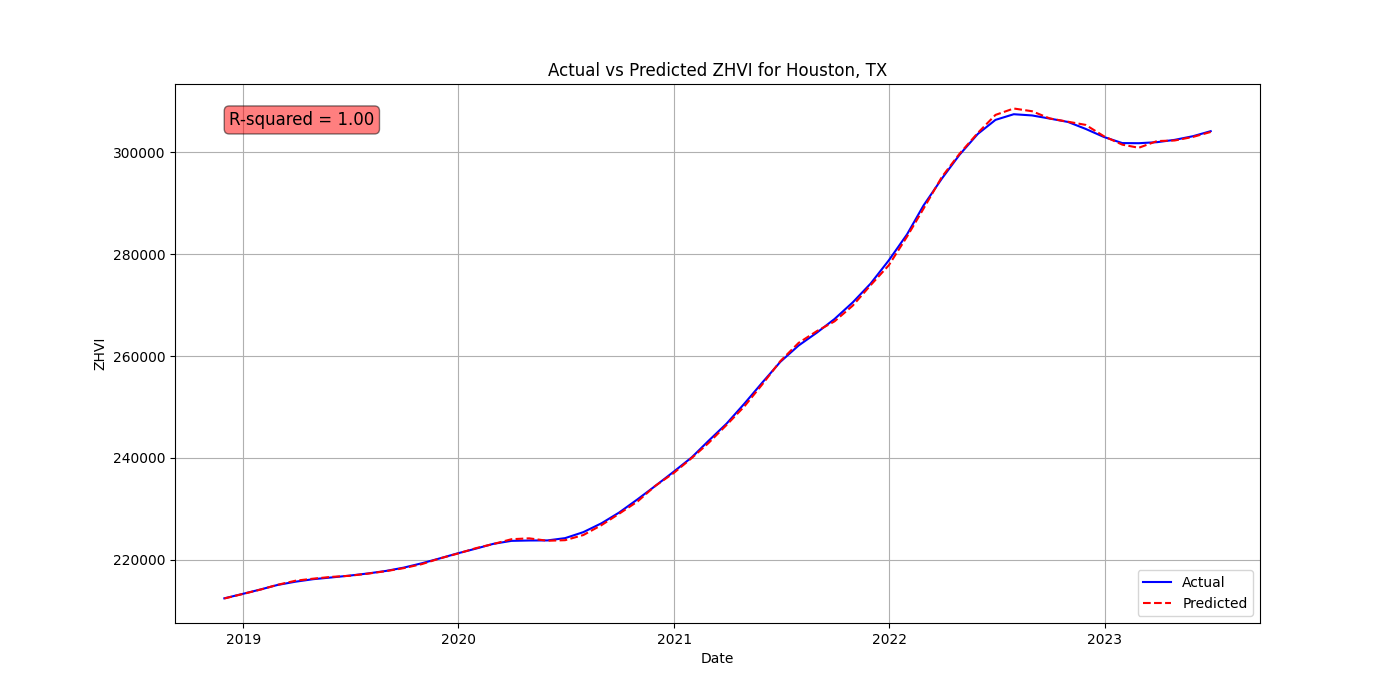 Actual vs Predicted ZHVI for Houston, TX
R-squared = 1.00
300000
280000
260000
240000
220000
ZHVI
Actual
Predicted
2019 2020 2021 2022 2023
Date